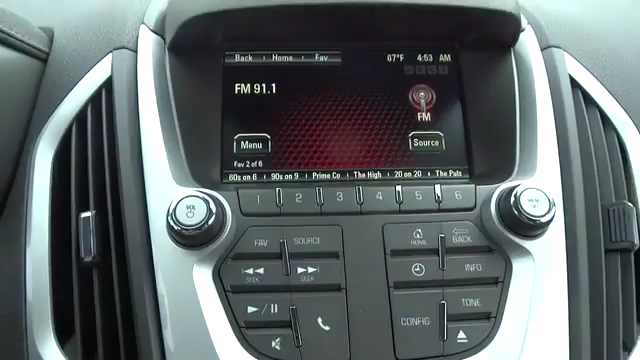 Back Home Fav 67°F 4:53 AM
FM 91.1
FM
Menu Source
Fav 2 of 6
60s on 6 90s on 9 Prime Co The High 20 on 20 The Puls
1 2 3 4 5 6
VOL
MENU
FAV SOURCE HOME BACK
SEEK SEEK INFO
TONE
CONFIG